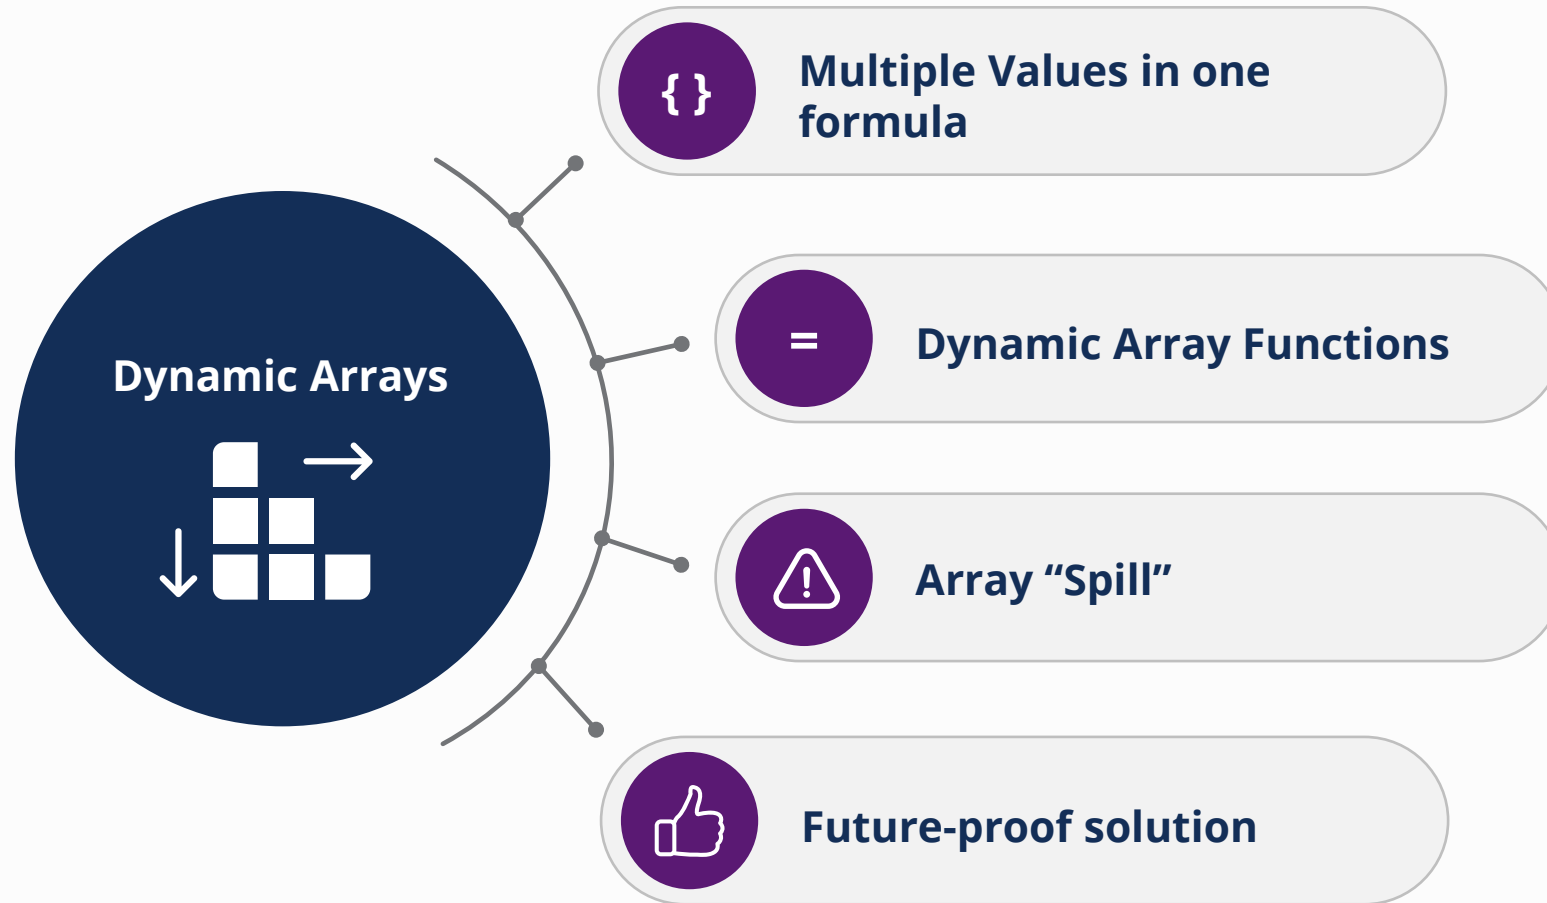 { }
Multiple Values in one
formula
=
Dynamic Array Functions
Dynamic Arrays
!
Array “Spill”
Future-proof solution